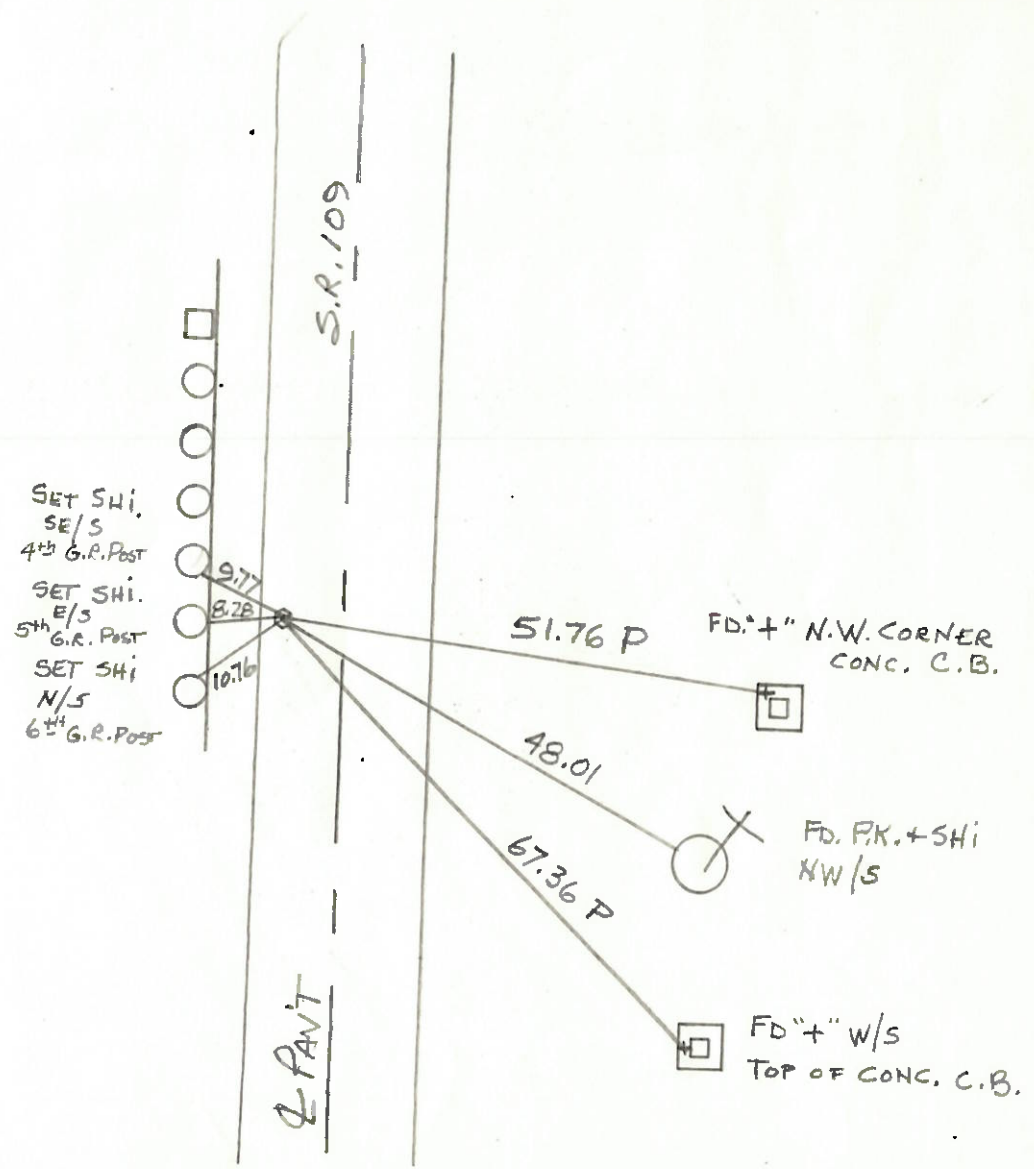 S.R. 109
SET SHi.
SE/S
4th G.R. POST
SET SHi.
E/S
5th G.R. POST
SET SHi
N/S
6th G.R. POST
9.77
8.28
10.76
51.76 P
FD. "+" N.W. CORNER
CONC. C.B.
48.01
FD. P.K. + SHi
NW/S
67.36 P
FD "+" W/S
TOP OF CONC. C.B.
℄ PAV'T